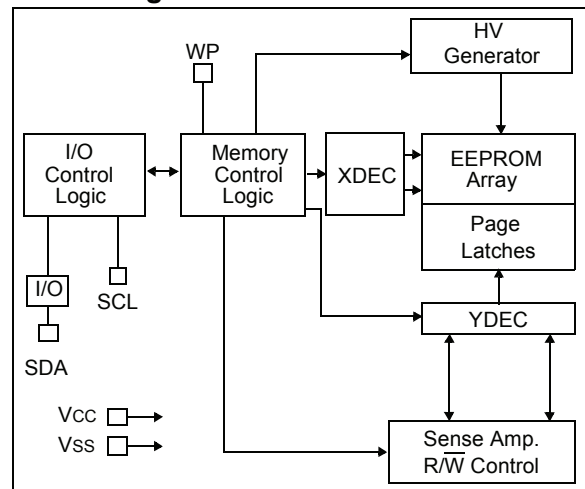 HV
Generator
WP
I/O
Control
Logic
Memory
Control
Logic
XDEC
EEPROM
Array
Page
Latches
I/O
SCL
SDA
YDEC
VCC
VSS
Sense Amp.
R/W̅ Control